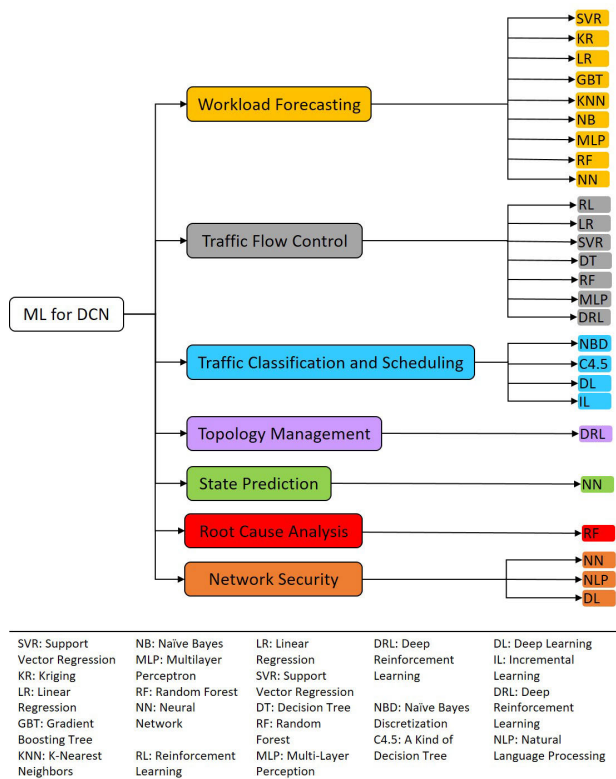 SVR
KR
LR
GBT
Workload Forecasting
KNN
NB
MLP
RF
NN
RL
LR
Traffic Flow Control
SVR
DT
RF
MLP
DRL
ML for DCN
NBD
Traffic Classification and Scheduling
C4.5
DL
IL
Topology Management
DRL
State Prediction
NN
Root Cause Analysis
RF
Network Security
NN
NLP
DL
SVR: Support
Vector Regression
KR: Kriging
LR: Linear
Regression
GBT: Gradient
Boosting Tree
KNN: K-Nearest
Neighbors
NB: Naïve Bayes
MLP: Multilayer
Perceptron
RF: Random Forest
NN: Neural
Network
RL: Reinforcement
Learning
LR: Linear
Regression
SVR: Support
Vector Regression
DT: Decision Tree
RF: Random
Forest
MLP: Multi-Layer
Perception
DRL: Deep
Reinforcement
Learning
NBD: Naïve Bayes
Discretization
C4.5: A Kind of
Decision Tree
DL: Deep Learning
IL: Incremental
Learning
DRL: Deep
Reinforcement
Learning
NLP: Natural
Language Processing